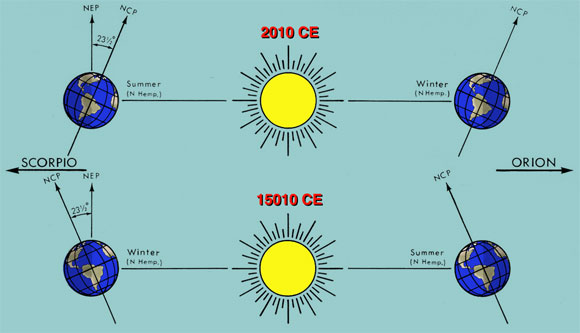 NEP
NCP
23½°
2010 CE
NCP
Summer
(N Hemp.)
Winter
(N Hemp.)
SCORPIO
ORION
NCP
NEP
23½°
15010 CE
Winter
(N Hemp.)
Summer
(N Hemp.)